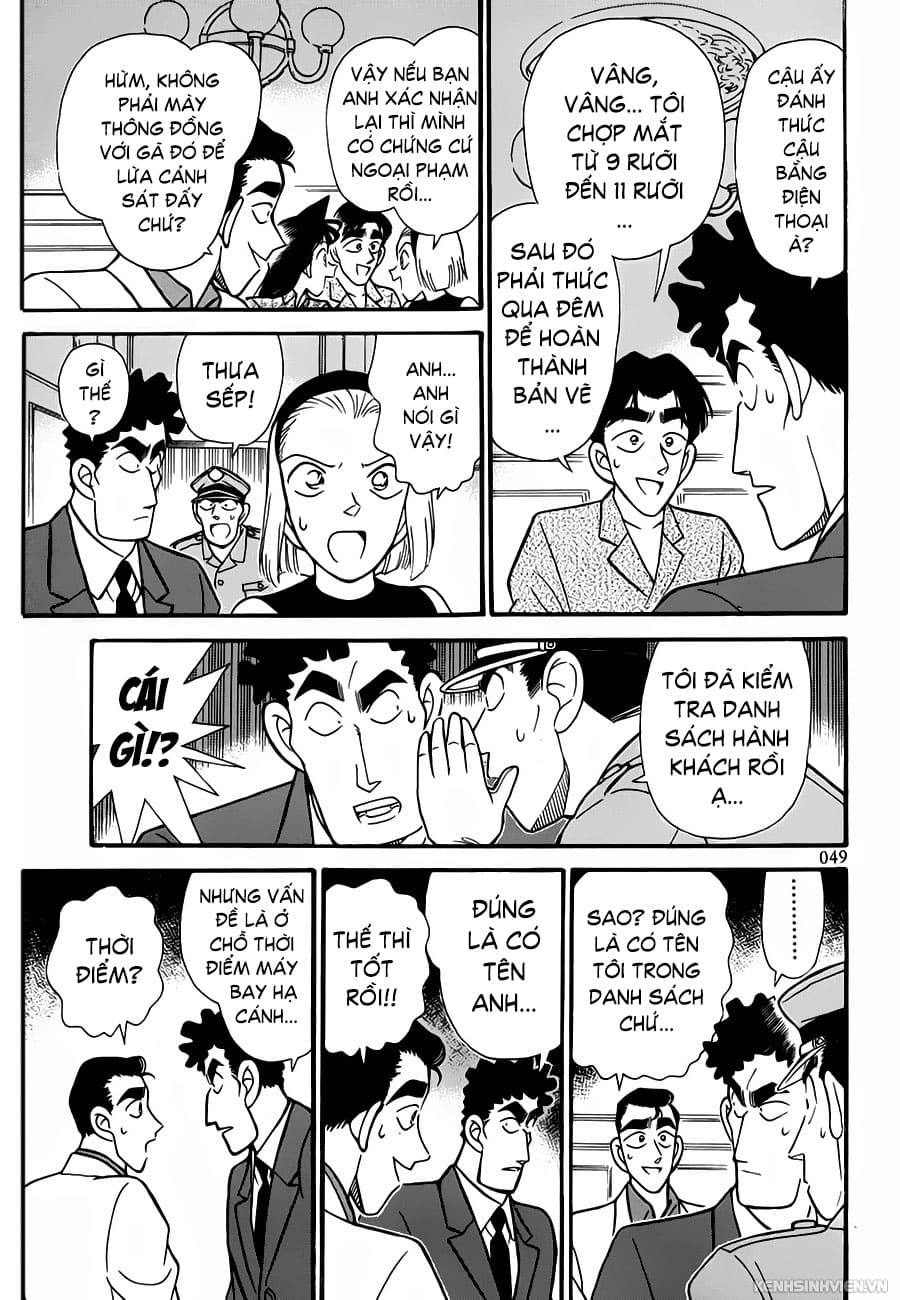 CẬU ẤY
ĐÁNH
THỨC
CẬU
BẰNG
ĐIỆN
THOẠI
À?
VÂNG,
VÂNG... TÔI
CHỢP MẮT
TỪ 9 RƯỠI
ĐẾN 11 RƯỠI
...
SAU ĐÓ
PHẢI THỨC
QUA ĐÊM
ĐỂ HOÀN
THÀNH
BẢN VẼ
...
VẬY NẾU BẠN
ANH XÁC NHẬN
LẠI THÌ MÌNH
CÓ CHỨNG CỨ
NGOẠI PHẠM
RỒI...
HỪM, KHÔNG
PHẢI MÀY
THÔNG ĐỒNG
VỚI GÃ ĐÓ ĐỂ
LỪA CẢNH
SÁT ĐẤY
CHỨ?
ANH...
ANH
NÓI GÌ
VẬY!
THƯA
SẾP!
GÌ
THẾ
?
TÔI ĐÃ KIỂM
TRA DANH
SÁCH HÀNH
KHÁCH RỒI
Ạ...
CÁI
GÌ!?
049
.........
SAO? ĐÚNG
LÀ CÓ TÊN
TÔI TRONG
DANH SÁCH
CHỨ...
ĐÚNG
LÀ CÓ
TÊN
ANH...
THẾ THÌ
TỐT
RỒI!!
NHƯNG VẤN
ĐỀ LÀ Ở
CHỖ THỜI
ĐIỂM MÁY
BAY HẠ
CÁNH...
THỜI
ĐIỂM?
KENHSINHVIEN.VN